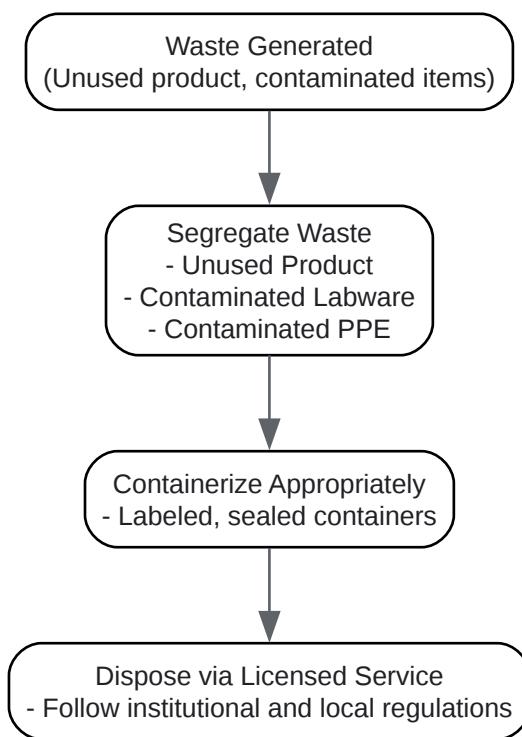 Waste Generated
(Unused product, contaminated items)
Segregate Waste
- Unused Product
- Contaminated Labware
- Contaminated PPE
Containerize Appropriately
- Labeled, sealed containers
Dispose via Licensed Service
- Follow institutional and local regulations